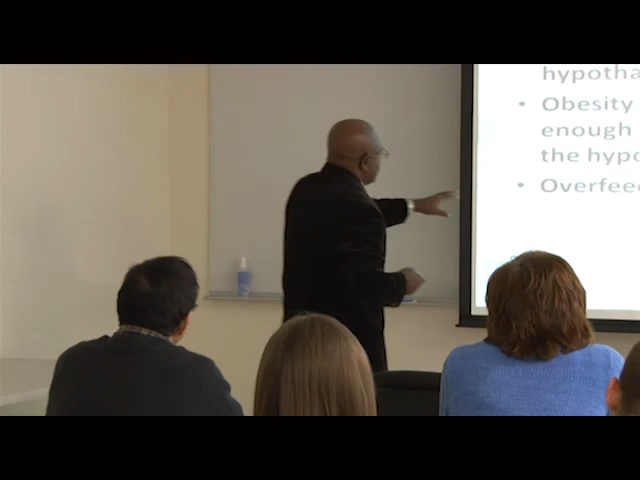 hypotha
• Obesity
enough
the hypo
• Overfeed